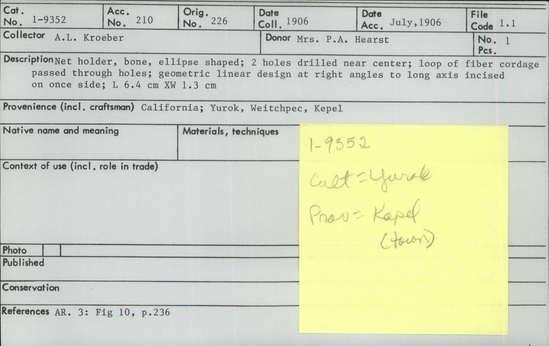 Cat. No. 1-9352 Acc. No. 210 Orig. No. 226 Date Coll. 1906 Date Acc. July,1906 File Code 1.1
Collector A.L. Kroeber Donor Mrs. P.A. Hearst No. Pcs. 1
Description Net holder, bone, ellipse shaped; 2 holes drilled near center; loop of fiber cordage
passed through holes; geometric linear design at right angles to long axis incised
on once side; L 6.4 cm XW 1.3 cm
Provenience (incl. craftsman) California; Yurok, Weitchpec, Kepel
Native name and meaning Materials, techniques
1-9352
Cult = Yurok
Prov = Kapel
(town)
Context of use (incl. role in trade)
Photo
Published
Conservation
References AR. 3: Fig 10, p.236